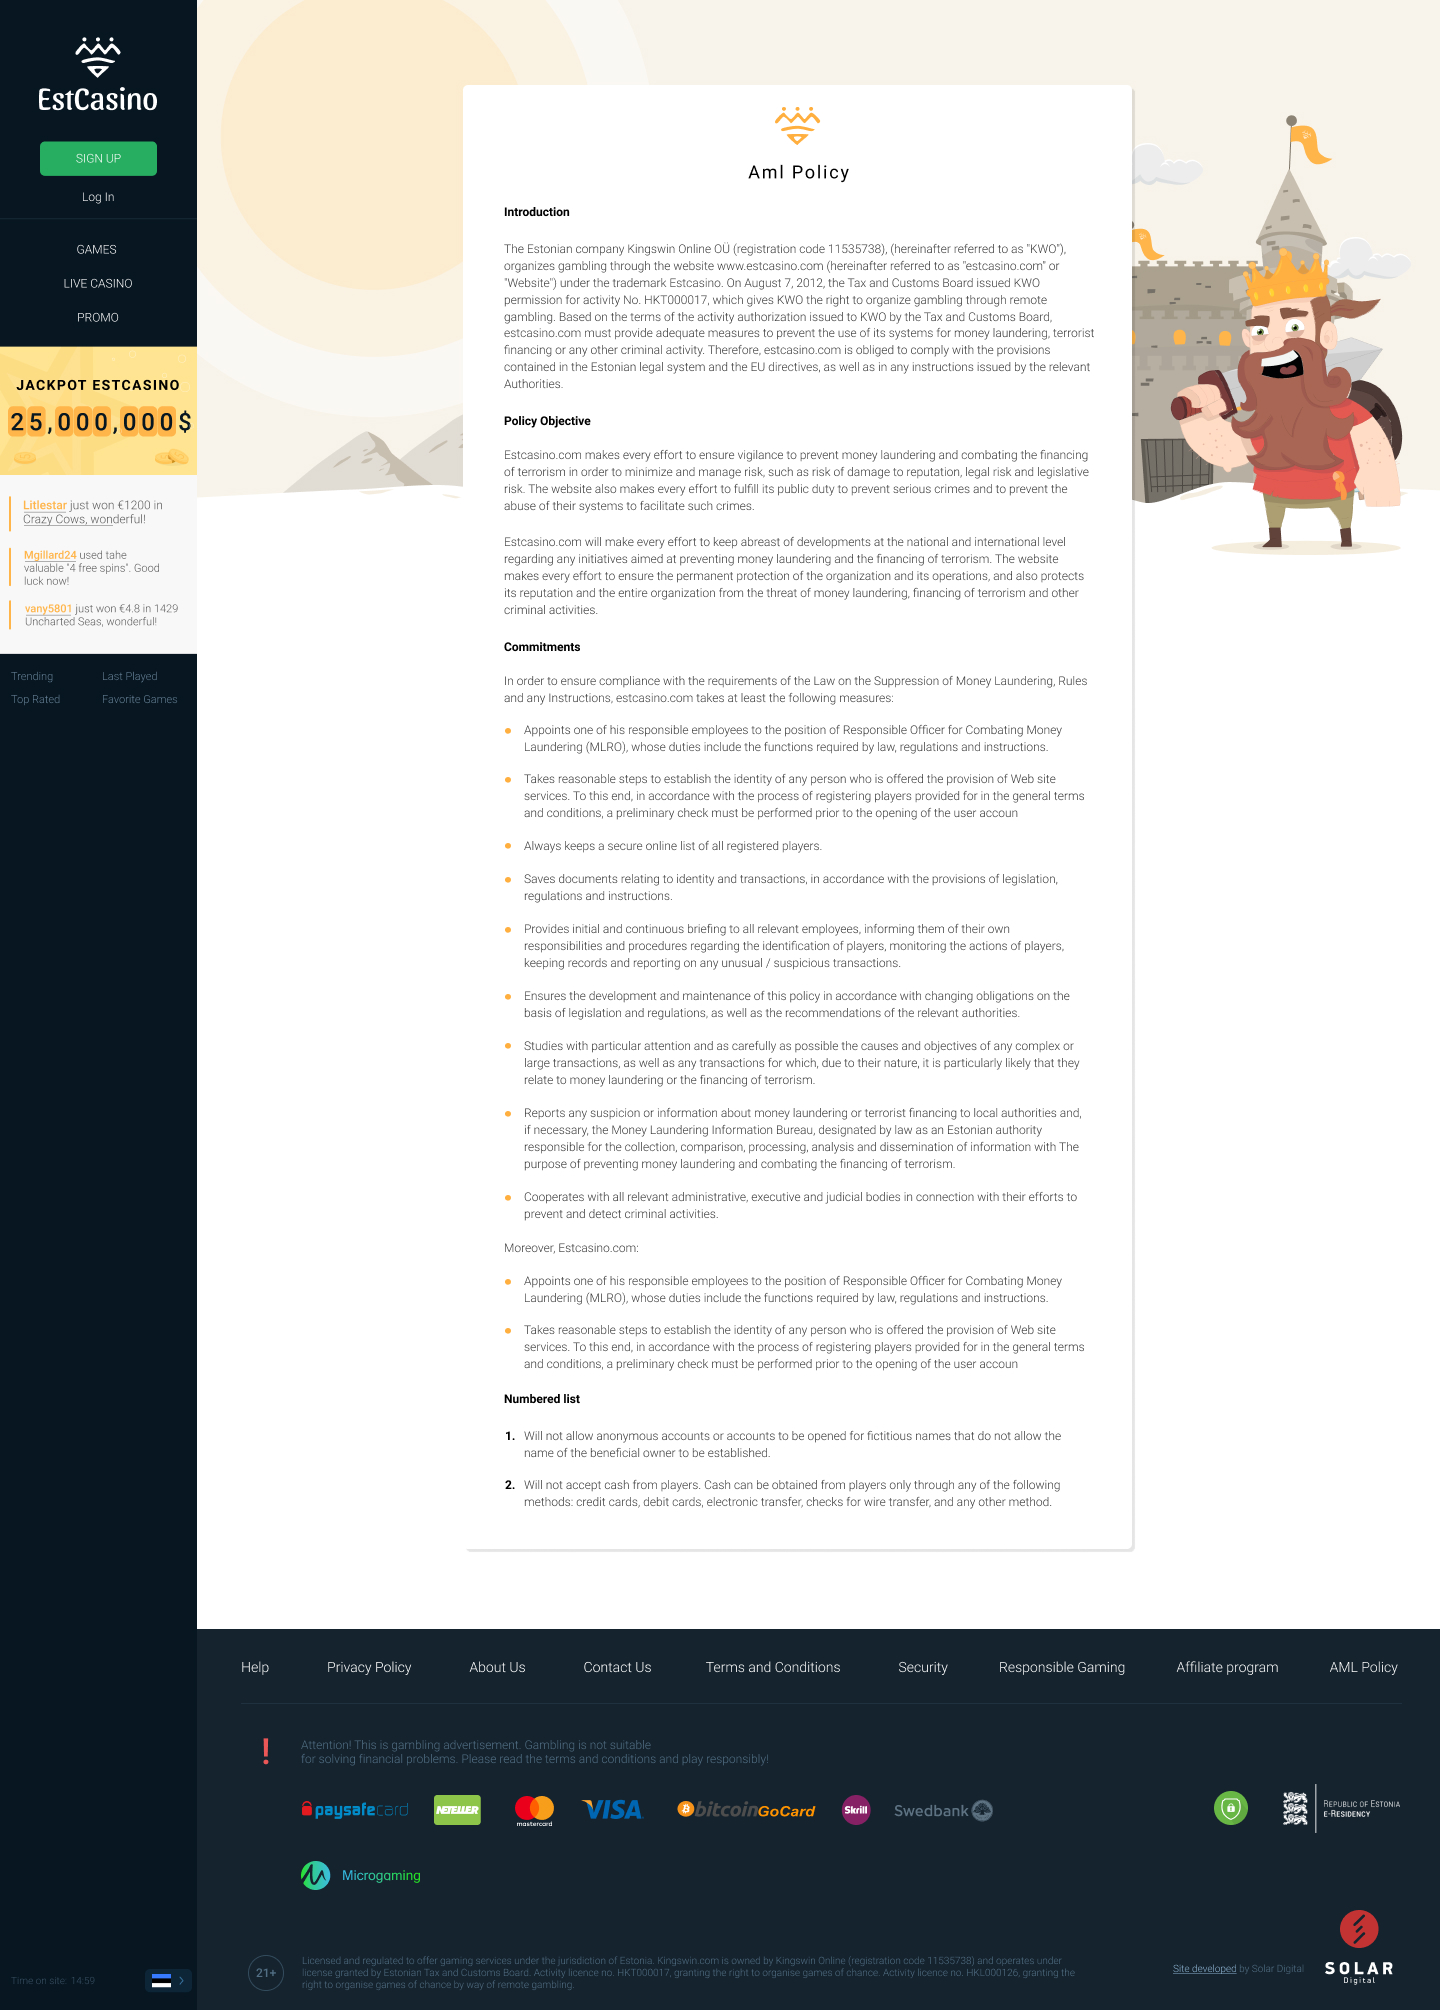 EstCasino
SIGN UP
Log In
GAMES
LIVE CASINO
PROMO
JACKPOT ESTCASINO
25,000,000$
Litlestar just won €1200 in
Crazy Cows, wonderful!
Mgillard24 used tahe
valuable "4 free spins". Good
luck now!
vany5801 just won €4.8 in 1429
Uncharted Seas, wonderful!
Trending
Last Played
Top Rated
Favorite Games
Time on site: 14:59
Aml Policy
Introduction
The Estonian company Kingswin Online OÜ (registration code 11535738), (hereinafter referred to as "KWO"),
organizes gambling through the website www.estcasino.com (hereinafter referred to as "estcasino.com" or
"Website") under the trademark Estcasino. On August 7, 2012, the Tax and Customs Board issued KWO
permission for activity No. HKT000017, which gives KWO the right to organize gambling through remote
gambling. Based on the terms of the activity authorization issued to KWO by the Tax and Customs Board,
estcasino.com must provide adequate measures to prevent the use of its systems for money laundering, terrorist
financing or any other criminal activity. Therefore, estcasino.com is obliged to comply with the provisions
contained in the Estonian legal system and the EU directives, as well as in any instructions issued by the relevant
Authorities.
Policy Objective
Estcasino.com makes every effort to ensure vigilance to prevent money laundering and combating the financing
of terrorism in order to minimize and manage risk, such as risk of damage to reputation, legal risk and legislative
risk. The website also makes every effort to fulfill its public duty to prevent serious crimes and to prevent the
abuse of their systems to facilitate such crimes.
Estcasino.com will make every effort to keep abreast of developments at the national and international level
regarding any initiatives aimed at preventing money laundering and the financing of terrorism. The website
makes every effort to ensure the permanent protection of the organization and its operations, and also protects
its reputation and the entire organization from the threat of money laundering, financing of terrorism and other
criminal activities.
Commitments
In order to ensure compliance with the requirements of the Law on the Suppression of Money Laundering, Rules
and any Instructions, estcasino.com takes at least the following measures:
Appoints one of his responsible employees to the position of Responsible Officer for Combating Money
Laundering (MLRO), whose duties include the functions required by law, regulations and instructions.
Takes reasonable steps to establish the identity of any person who is offered the provision of Web site
services. To this end, in accordance with the process of registering players provided for in the general terms
and conditions, a preliminary check must be performed prior to the opening of the user accoun
Always keeps a secure online list of all registered players.
Saves documents relating to identity and transactions, in accordance with the provisions of legislation,
regulations and instructions.
Provides initial and continuous briefing to all relevant employees, informing them of their own
responsibilities and procedures regarding the identification of players, monitoring the actions of players,
keeping records and reporting on any unusual / suspicious transactions.
Ensures the development and maintenance of this policy in accordance with changing obligations on the
basis of legislation and regulations, as well as the recommendations of the relevant authorities.
Studies with particular attention and as carefully as possible the causes and objectives of any complex or
large transactions, as well as any transactions for which, due to their nature, it is particularly likely that they
relate to money laundering or the financing of terrorism.
Reports any suspicion or information about money laundering or terrorist financing to local authorities and,
if necessary, the Money Laundering Information Bureau, designated by law as an Estonian authority
responsible for the collection, comparison, processing, analysis and dissemination of information with The
purpose of preventing money laundering and combating the financing of terrorism.
Cooperates with all relevant administrative, executive and judicial bodies in connection with their efforts to
prevent and detect criminal activities.
Moreover, Estcasino.com:
Appoints one of his responsible employees to the position of Responsible Officer for Combating Money
Laundering (MLRO), whose duties include the functions required by law, regulations and instructions.
Takes reasonable steps to establish the identity of any person who is offered the provision of Web site
services. To this end, in accordance with the process of registering players provided for in the general terms
and conditions, a preliminary check must be performed prior to the opening of the user accoun
Numbered list
1. Will not allow anonymous accounts or accounts to be opened for fictitious names that do not allow the
name of the beneficial owner to be established.
2. Will not accept cash from players. Cash can be obtained from players only through any of the following
methods: credit cards, debit cards, electronic transfer, checks for wire transfer, and any other method.
Help
Privacy Policy
About Us
Contact Us
Terms and Conditions
Security
Responsible Gaming
Affiliate program
AML Policy
Attention! This is gambling advertisement. Gambling is not suitable
for solving financial problems. Please read the terms and conditions and play responsibly!
paysafecard
NETELLER
mastercard
VISA
bitcoin
GoCard
Skrill
Swedbank
REPUBLIC OF ESTONIA
E-RESIDENCY
Microgaming
21+
Licensed and regulated to offer gaming services under the jurisdiction of Estonia. Kingswin.com is owned by Kingswin Online (registration code 11535738) and operates under
license granted by Estonian Tax and Customs Board. Activity licence no. HKT000017, granting the right to organise games of chance. Activity licence no. HKL000126, granting the
right to organise games of chance by way of remote gambling.
Site developed by Solar Digital
SOLAR
Digital